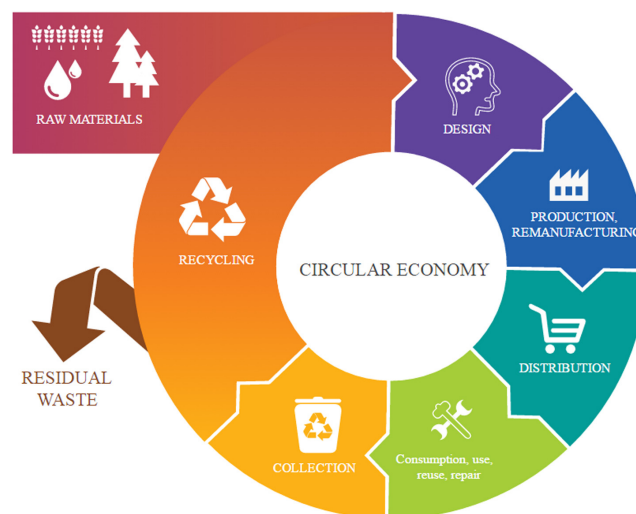 RAW MATERIALS
DESIGN
PRODUCTION,
REMANUFACTURING
RECYCLING
CIRCULAR ECONOMY
DISTRIBUTION
RESIDUAL
WASTE
COLLECTION
Consumption, use,
reuse, repair